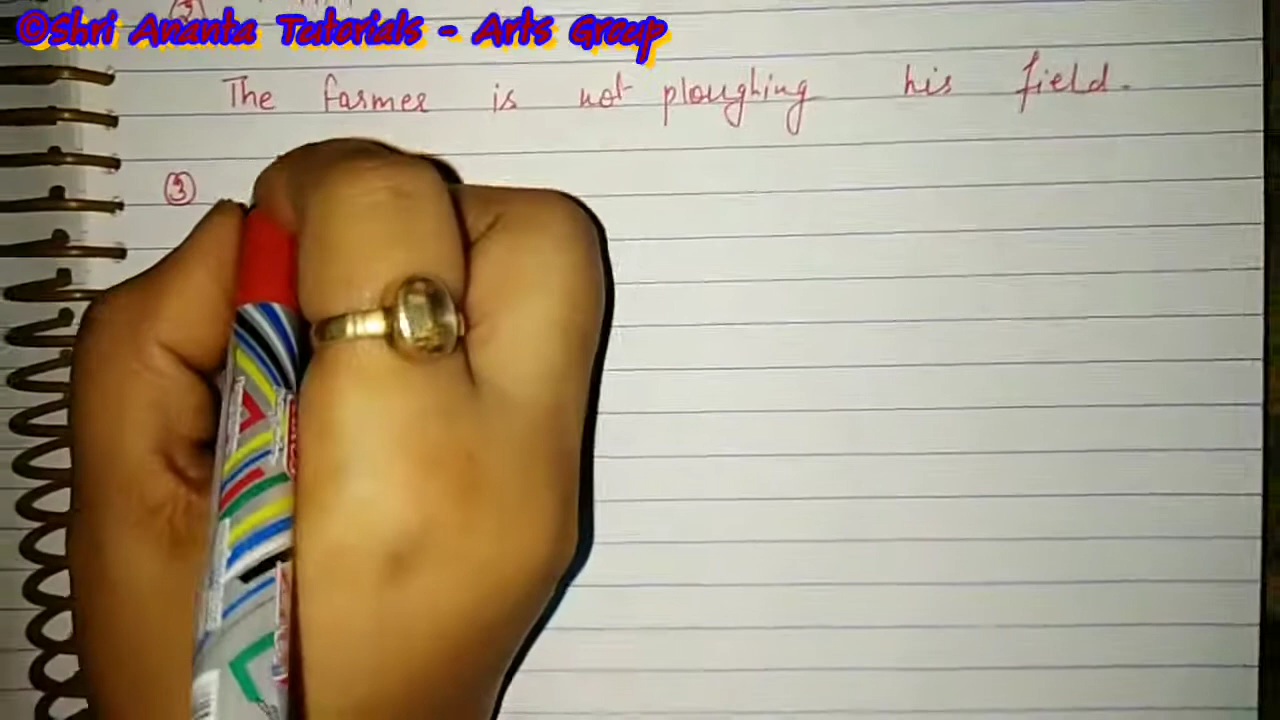 ©Shri Ananta Tutorials - Arts Group
The farmer is not ploughing his field.
③